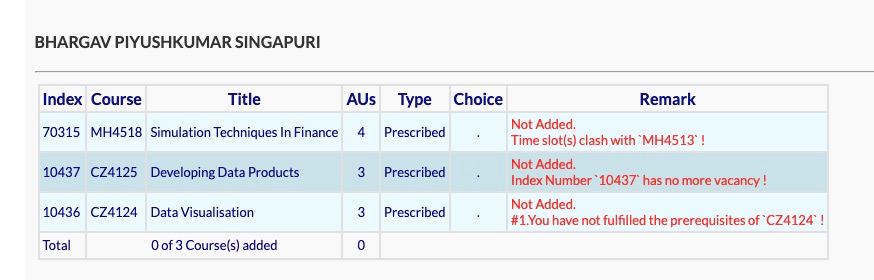 BHARGAV PIYUSHKUMAR SINGAPURI
Index Course Title AUs Type Choice Remark
70315 MH4518 Simulation Techniques In Finance 4 Prescribed . Not Added.
Time slot(s) clash with `MH4513` !
10437 CZ4125 Developing Data Products 3 Prescribed . Not Added.
Index Number `10437` has no more vacancy !
10436 CZ4124 Data Visualisation 3 Prescribed . Not Added.
#1.You have not fulfilled the prerequisites of `CZ4124` !
Total 0 of 3 Course(s) added 0